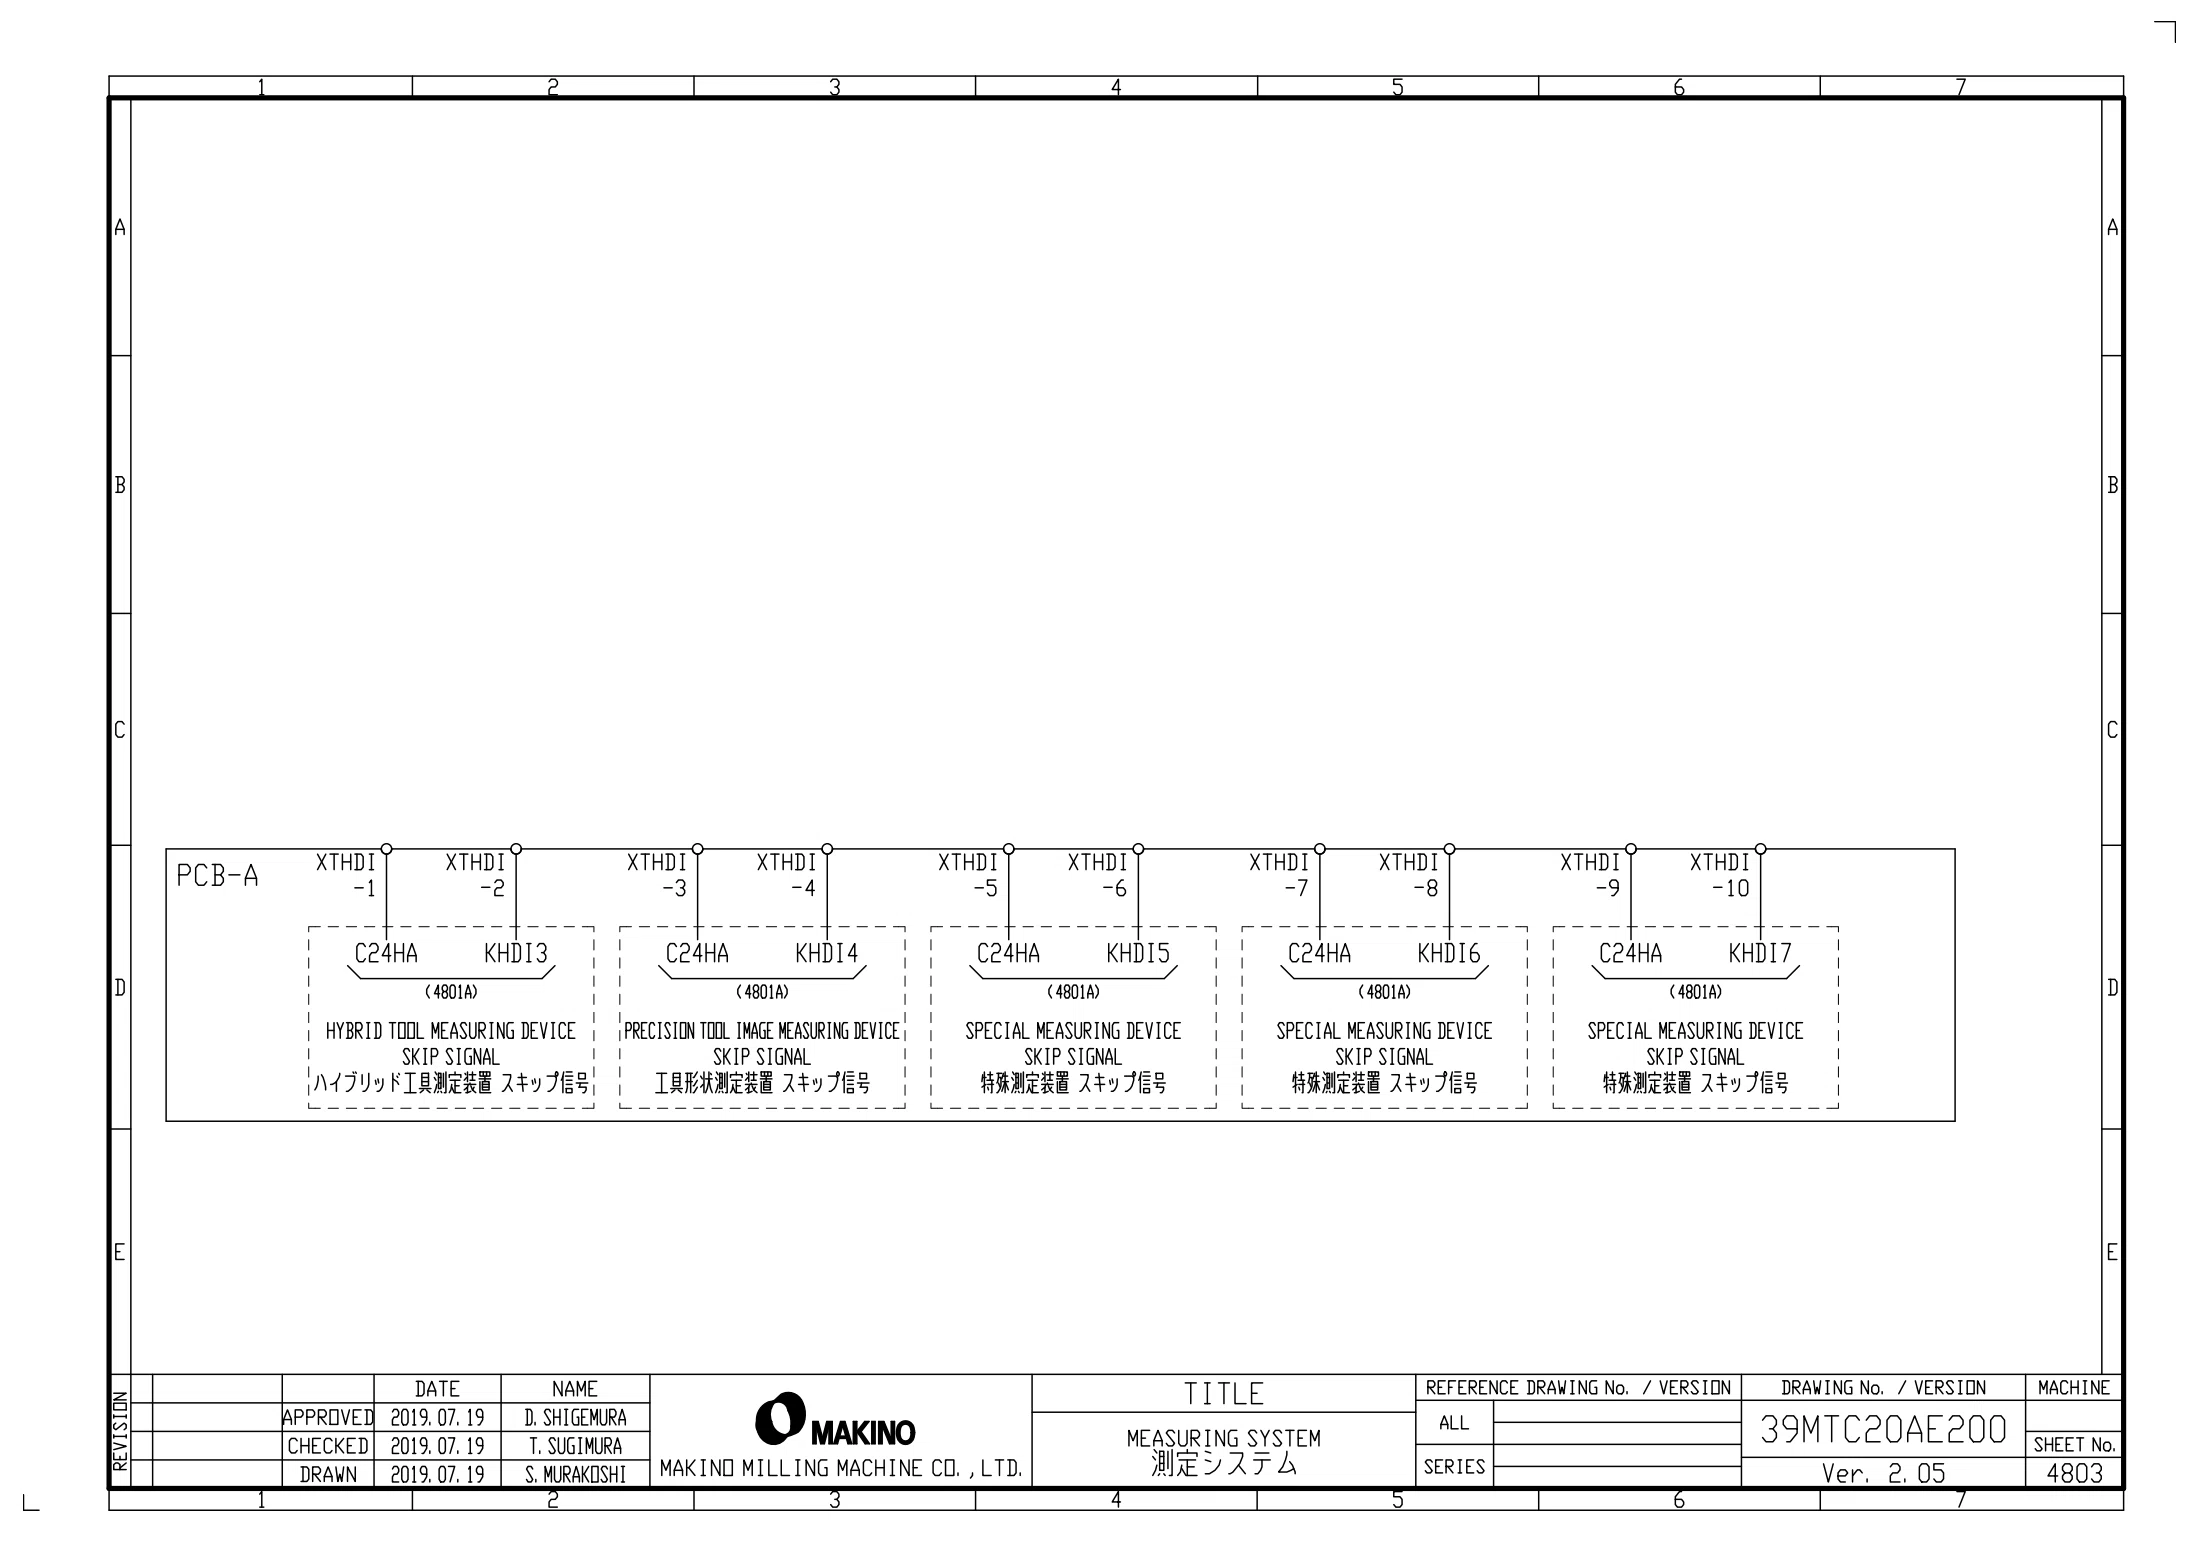 1 2 3 4 5 6 7
A A
B B
C C
D D
E E
PCB-A
XTHDI -1
XTHDI -2
XTHDI -3
XTHDI -4
XTHDI -5
XTHDI -6
XTHDI -7
XTHDI -8
XTHDI -9
XTHDI -10
C24HA KHDI3
(4801A)
HYBRID TOOL MEASURING DEVICE
SKIP SIGNAL
ハイブリッド工具測定装置 スキップ信号
C24HA KHDI4
(4801A)
PRECISION TOOL IMAGE MEASURING DEVICE
SKIP SIGNAL
工具形状測定装置 スキップ信号
C24HA KHDI5
(4801A)
SPECIAL MEASURING DEVICE
SKIP SIGNAL
特殊測定装置 スキップ信号
C24HA KHDI6
(4801A)
SPECIAL MEASURING DEVICE
SKIP SIGNAL
特殊測定装置 スキップ信号
C24HA KHDI7
(4801A)
SPECIAL MEASURING DEVICE
SKIP SIGNAL
特殊測定装置 スキップ信号
REVISION
DATE NAME
APPROVED 2019.07.19 D. SHIGEMURA
CHECKED 2019.07.19 T. SUGIMURA
DRAWN 2019.07.19 S. MURAKOSHI
MAKINO
MAKINO MILLING MACHINE CO.,LTD.
TITLE
MEASURING SYSTEM
測定システム
REFERENCE DRAWING No. / VERSION
ALL
SERIES
DRAWING No. / VERSION
39MTC20AE200
Ver. 2.05
MACHINE
SHEET No.
4803
1 2 3 4 5 6 7